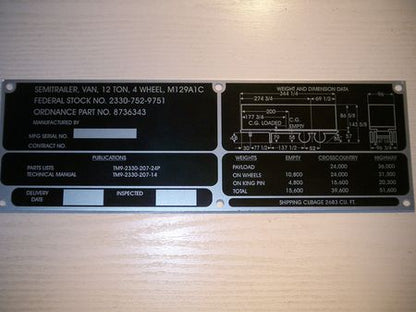 SEMITRAILER, VAN, 12 TON, 4 WHEEL, M129A1C
FEDERAL STOCK NO. 2330-752-9751
ORDNANCE PART NO. 8736343
MANUFACTURED BY
MFG SERIAL NO.
CONTRACT NO.
PUBLICATIONS
PARTS LISTS TM9-2330-207-24P
TECHNICAL MANUAL TM9-2330-207-14
DELIVERY DATE
INSPECTED
WEIGHT AND DIMENSION DATA
344 1/4
274 3/4 69 1/2
200
177 3/4
C.G. LOADED
C.G. EMPTY
96
86 5/8
143 5/8
30 77 1/2 137 1/2 52
96 3/4
WEIGHTS EMPTY CROSSCOUNTRY HIGHWAY
PAYLOAD 24,000 36,000
ON WHEELS 10,800 24,000 31,300
ON KING PIN 4,800 15,600 20,300
TOTAL 15,600 39,600 51,600
SHIPPING CUBAGE 2683 CU. FT.